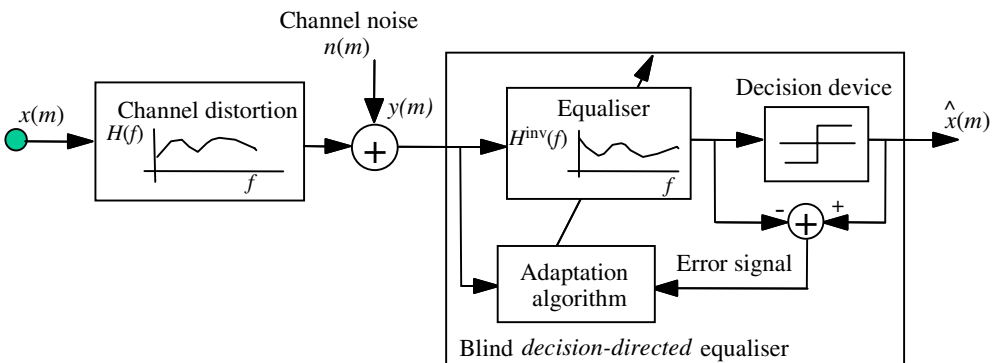 Channel noise
n(m)
x(m)
Channel distortion
H(f)
f
y(m)
+
Equaliser
H^inv(f)
f
Decision device
x̂(m)
- +
+
Error signal
Adaptation
algorithm
Blind decision-directed equaliser